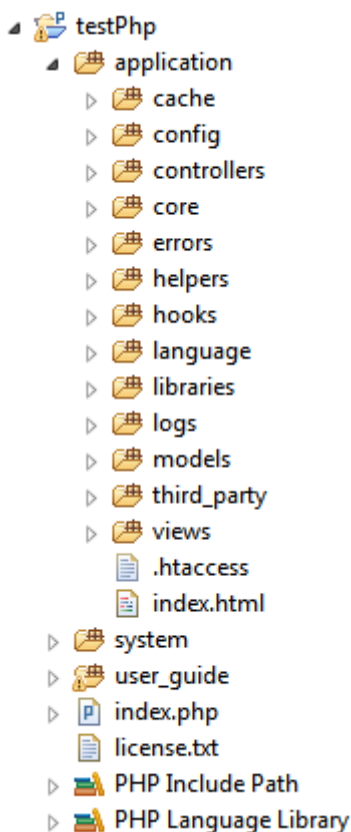 testPhp
application
cache
config
controllers
core
errors
helpers
hooks
language
libraries
logs
models
third_party
views
.htaccess
index.html
system
user_guide
index.php
license.txt
PHP Include Path
PHP Language Library